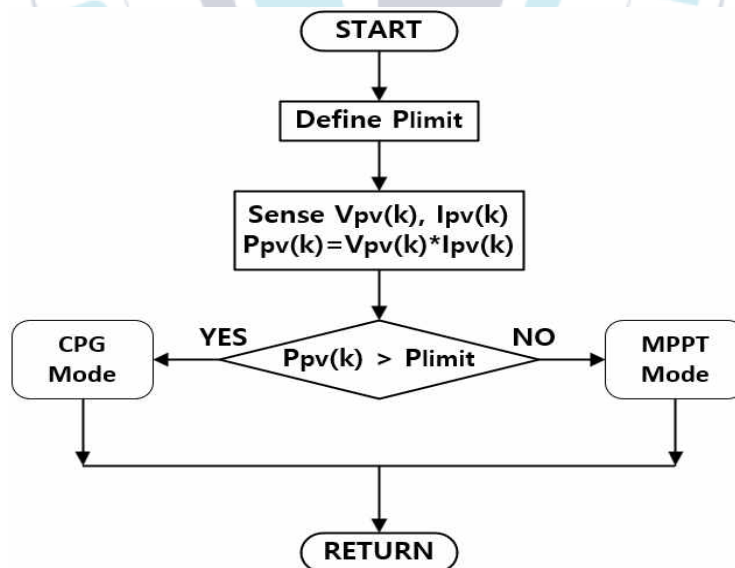 START
Define Plimit
Sense Vpv(k), Ipv(k)
Ppv(k)=Vpv(k)*Ipv(k)
YES
NO
CPG
Mode
Ppv(k) > Plimit
MPPT
Mode
RETURN